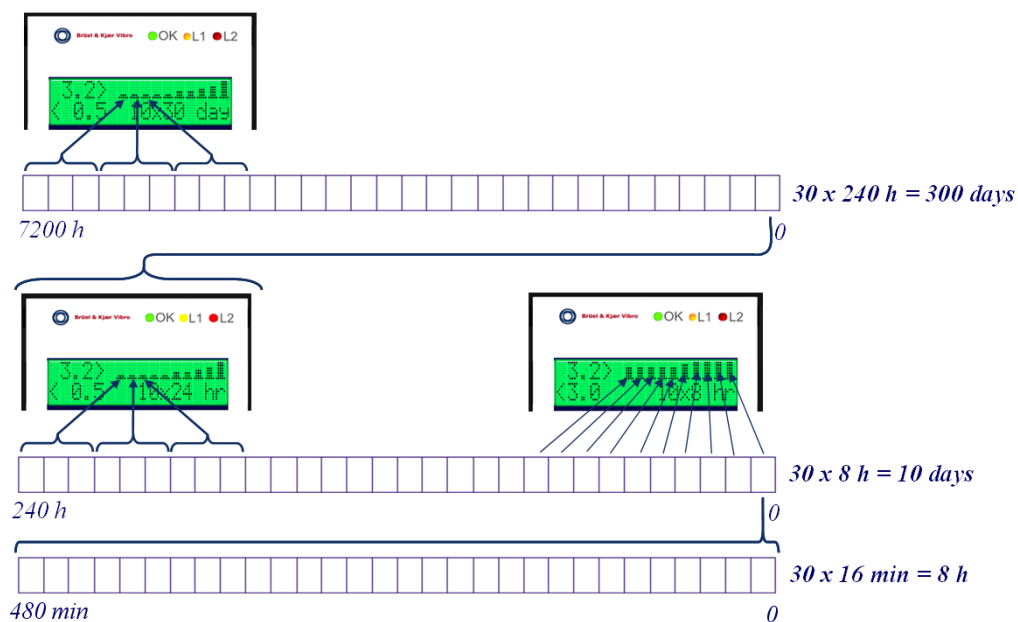 Brüel & Kjær Vibro OK L1 L2
3.2>
< 0.5 10x30 day
30 x 240 h = 300 days
7200 h 0
Brüel & Kjær Vibro OK L1 L2
3.2>
< 0.5 10x24 hr
Brüel & Kjær Vibro OK L1 L2
3.2>
<3.0 10x8 hr
30 x 8 h = 10 days
240 h 0
30 x 16 min = 8 h
480 min 0